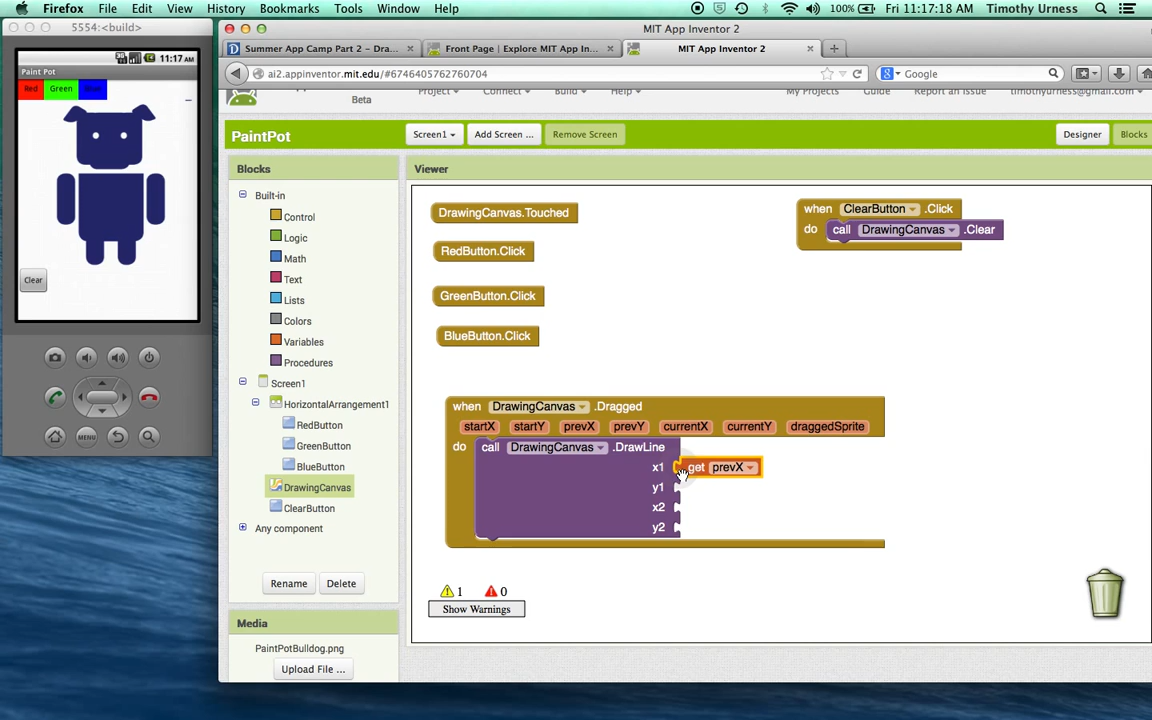 Firefox File Edit View History Bookmarks Tools Window Help 100% Fri 11:17:18 AM Timothy Urness
5554:<build>
MIT App Inventor 2
Summer App Camp Part 2 – Dra... × Front Page | Explore MIT App In... × MIT App Inventor 2 × +
ai2.appinventor.mit.edu/#6746405762760704 Google
11:17 AM
Paint Pot
Red Green
Clear
MENU
Beta Project Connect Build Help My Projects Guide Report an Issue timothyurness@gmail.com
PaintPot Screen1 Add Screen ... Remove Screen Designer Blocks
Blocks
Built-in
Control
Logic
Math
Text
Lists
Colors
Variables
Procedures
Screen1
HorizontalArrangement1
RedButton
GreenButton
BlueButton
DrawingCanvas
ClearButton
Any component
Rename Delete
Media
PaintPotBulldog.png
Upload File ...
Viewer
DrawingCanvas.Touched
RedButton.Click
GreenButton.Click
BlueButton.Click
when ClearButton .Click
do call DrawingCanvas .Clear
when DrawingCanvas .Dragged
startX startY prevX prevY currentX currentY draggedSprite
do call DrawingCanvas .DrawLine
x1 get prevX
y1
x2
y2
1 0
Show Warnings